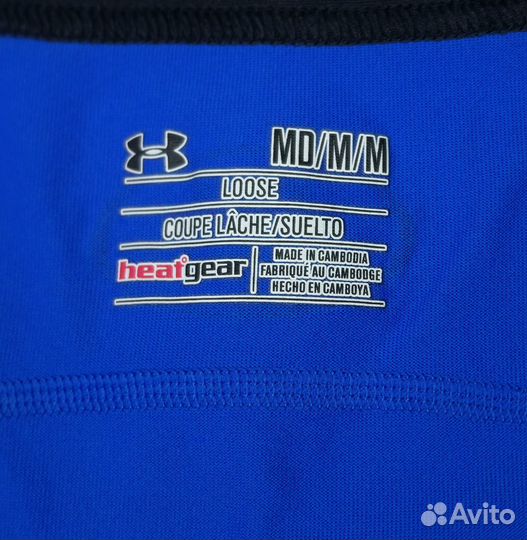 MD/M/M
LOOSE
COUPE LÂCHE/SUELTO
heatgear
MADE IN CAMBODIA
FABRIQUÉ AU CAMBODGE
HECHO EN CAMBOYA
Avito